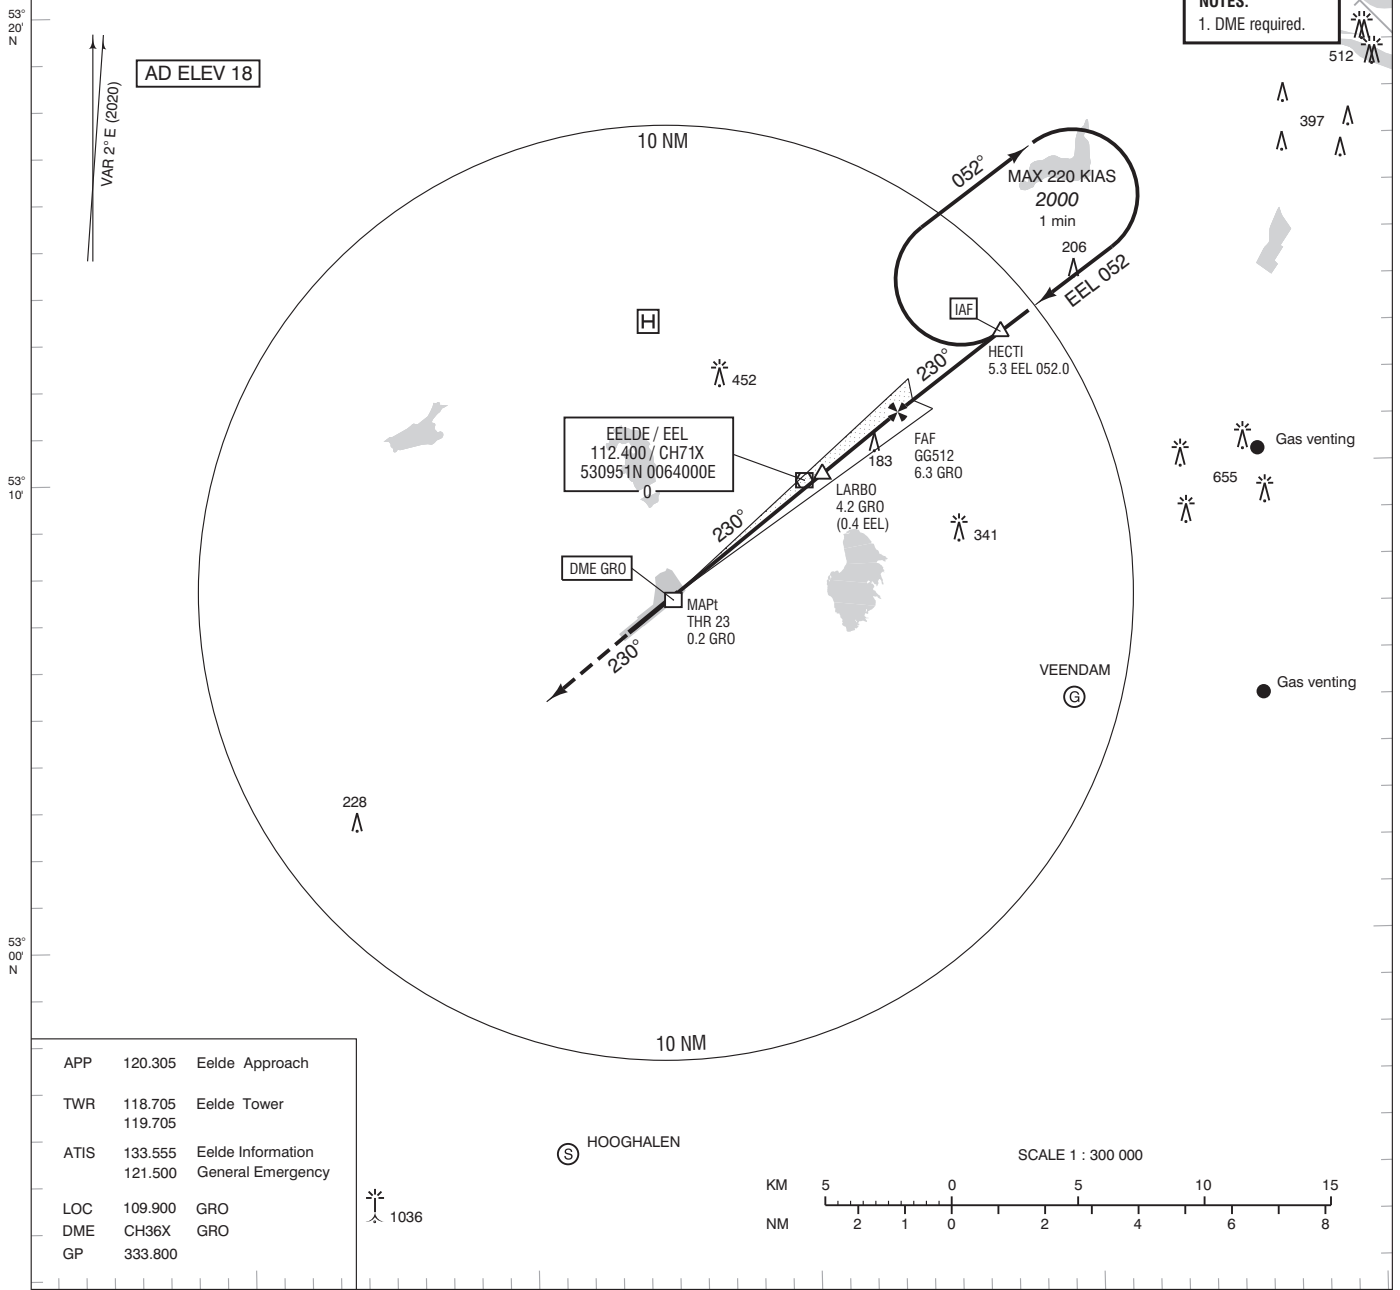 53°
20'
N
NOTES:
1. DME required.
512
AD ELEV 18
VAR 2° E (2020)
397
10 NM
052°
MAX 220 KIAS
2000
1 min
206
EEL 052
IAF
HECTI
5.3 EEL 052.0
H
452
230°
EELDE / EEL
112.400 / CH71X
530951N 0064000E
0
183
FAF
GG512
6.3 GRO
Gas venting
655
53°
10'
LARBO
4.2 GRO
(0.4 EEL)
230°
341
DME GRO
MAPt
THR 23
0.2 GRO
230°
VEENDAM
G
Gas venting
228
53°
00'
N
10 NM
APP 120.305 Eelde Approach
TWR 118.705 Eelde Tower
119.705
ATIS 133.555 Eelde Information
121.500 General Emergency
LOC 109.900 GRO
DME CH36X GRO
GP 333.800
1036
S HOOGHALEN
SCALE 1 : 300 000
KM 5 0 5 10 15
NM 2 1 0 2 4 6 8